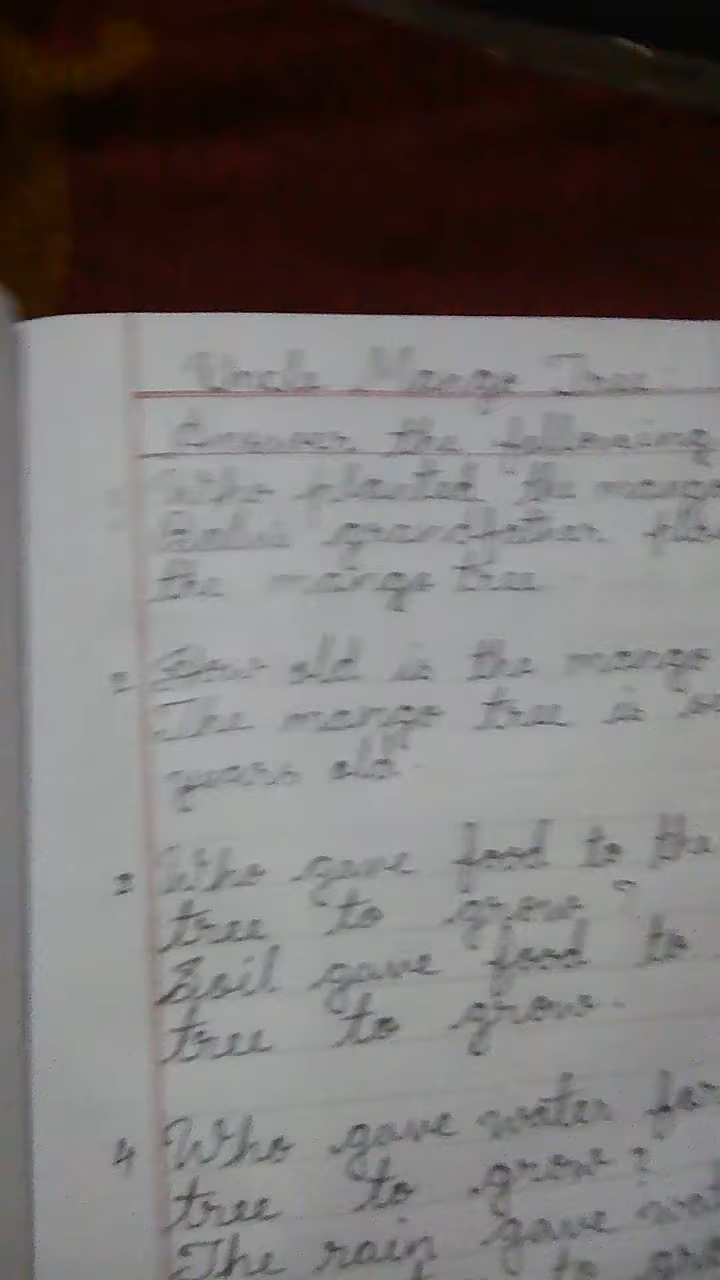 Uncle Mango Tree
Answer the following
Who planted the mango
grandfather
the mango tree
How old is the mango
The mango tree is
years old.
3 Who gave food to the
tree to grow?
Soil gave food to
tree to grow.
4 Who gave water for
tree to grow?
The rain gave
to